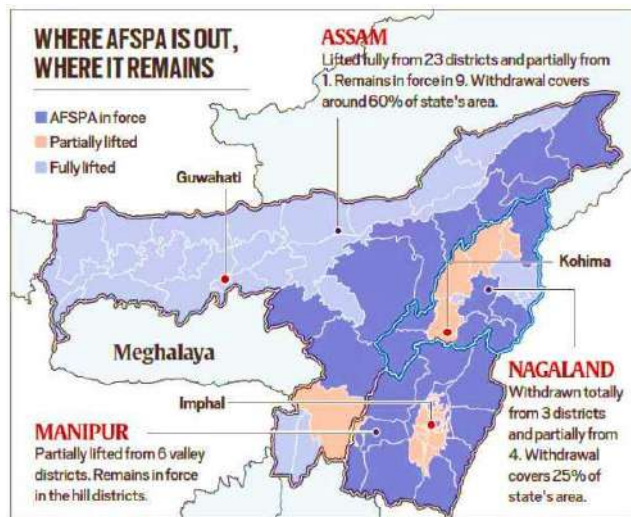 WHERE AFSPA IS OUT,
WHERE IT REMAINS
AFSPA in force
Partially lifted
Fully lifted
ASSAM
Lifted fully from 23 districts and partially from
1. Remains in force in 9. Withdrawal covers
around 60% of state's area.
Guwahati
Kohima
Meghalaya
Imphal
MANIPUR
Partially lifted from 6 valley
districts. Remains in force
in the hill districts.
NAGALAND
Withdrawn totally
from 3 districts
and partially from
4. Withdrawal
covers 25% of
state's area.